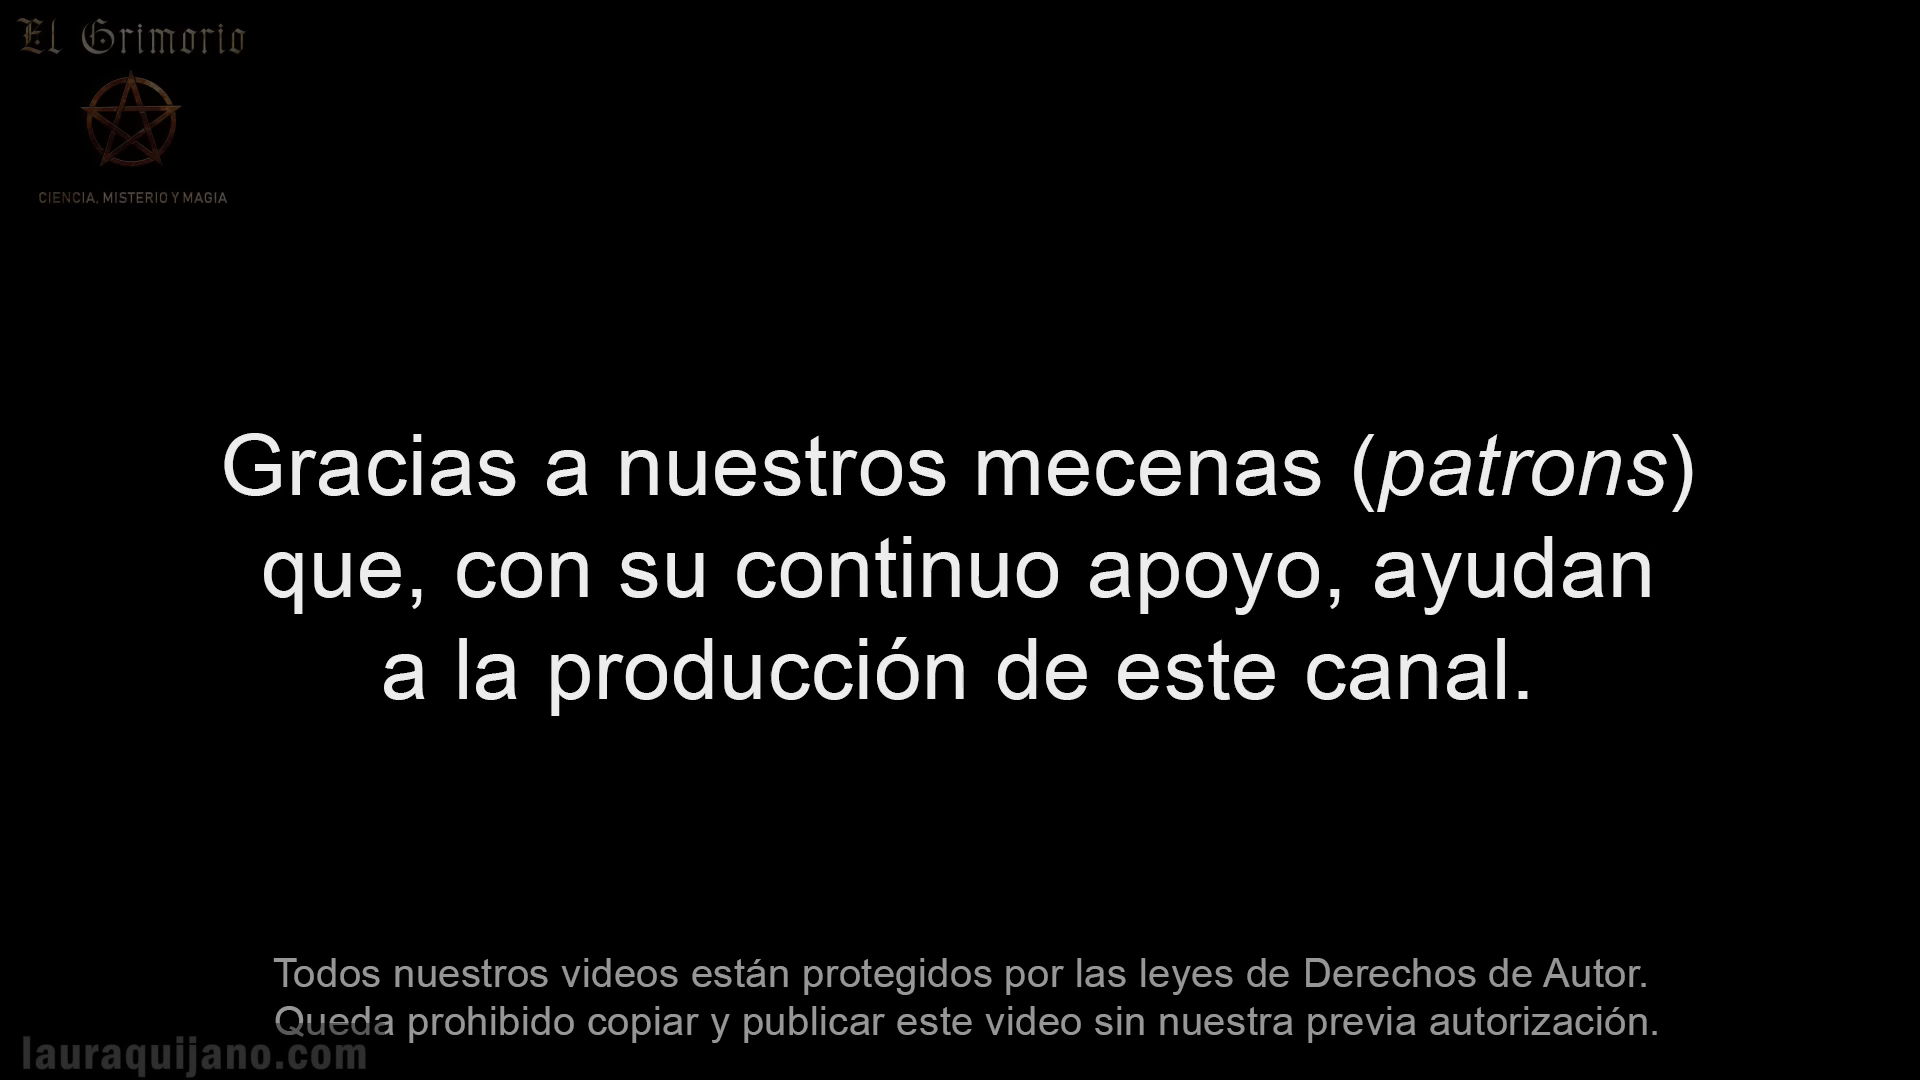 El Grimorio
CIENCIA, MISTERIO Y MAGIA
Gracias a nuestros mecenas (patrons)
que, con su continuo apoyo, ayudan
a la producción de este canal.
Todos nuestros videos están protegidos por las leyes de Derechos de Autor.
Queda prohibido copiar y publicar este video sin nuestra previa autorización.
lauraquijano.com